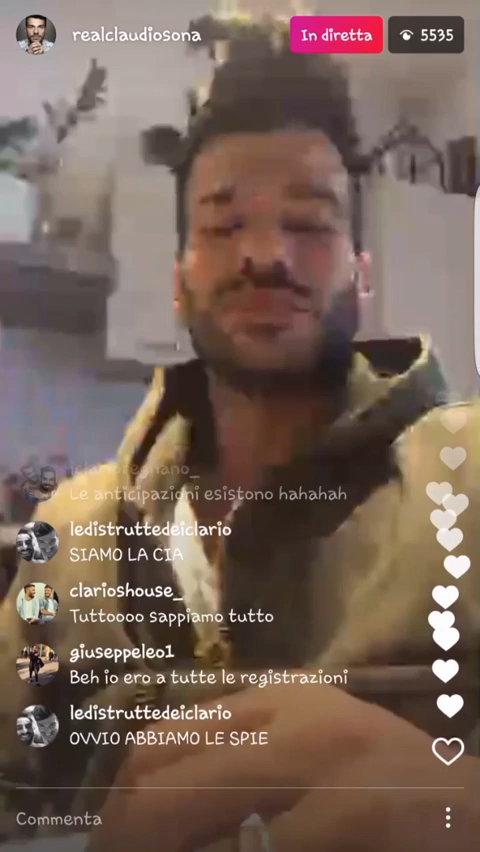 realclaudiosona
In diretta
5535
Le anticipazioni esistono hahahah
ledistruttedeiclario
SIAMO LA CIA
clarioshouse_
Tuttoooo sappiamo tutto
giuseppeleo1
Beh io ero a tutte le registrazioni
ledistruttedeiclario
OVVIO ABBIAMO LE SPIE
Commenta